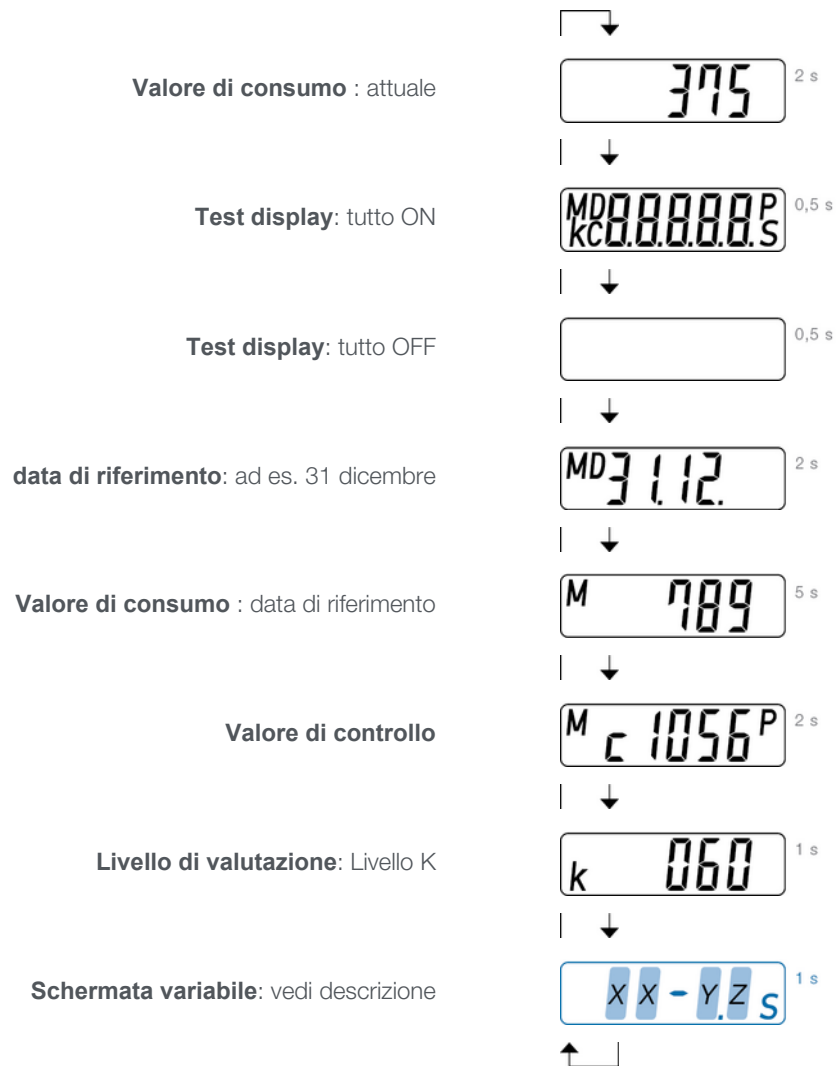 Valore di consumo : attuale
375
2 s
Test display: tutto ON
MD
kC
8.8.8.8.8.
P
S
0,5 s
Test display: tutto OFF
0,5 s
data di riferimento: ad es. 31 dicembre
MD 31.12.
2 s
Valore di consumo : data di riferimento
M 789
5 s
Valore di controllo
M c 1056 P
2 s
Livello di valutazione: Livello K
k 060
1 s
Schermata variabile: vedi descrizione
X X - Y.Z S
1 s